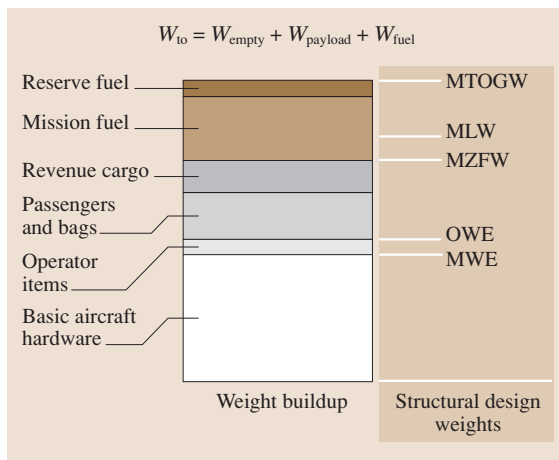 W_to = W_empty + W_payload + W_fuel
Reserve fuel
Mission fuel
Revenue cargo
Passengers
and bags
Operator
items
Basic aircraft
hardware
MTOGW
MLW
MZFW
OWE
MWE
Weight buildup
Structural design
weights